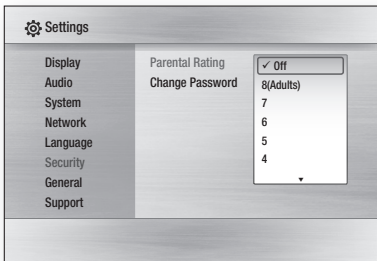 Settings
Display
Audio
System
Network
Language
Security
General
Support
Parental Rating
Change Password
✓ Off
8(Adults)
7
6
5
4